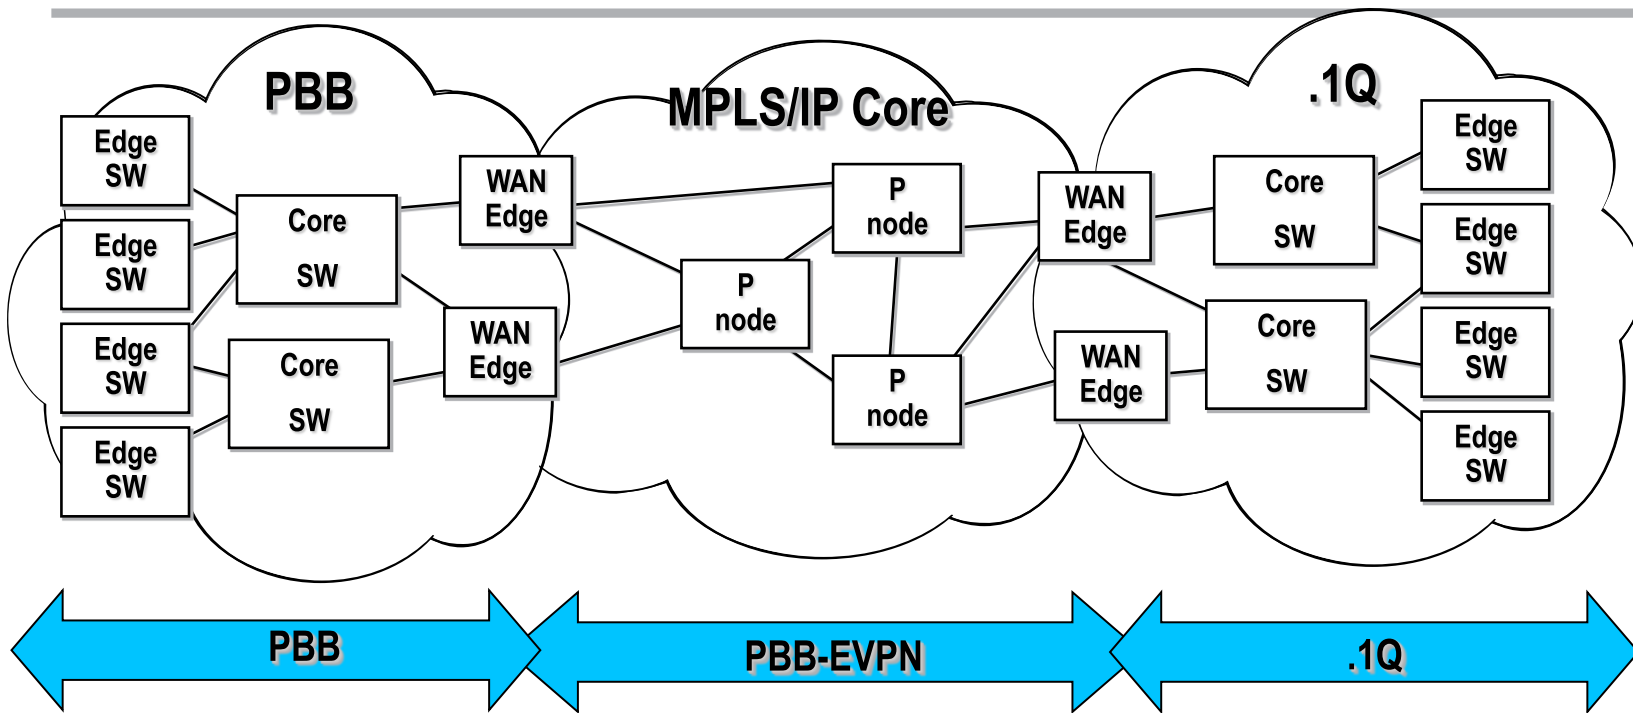 PBB
MPLS/IP Core
.1Q
Edge
SW
Edge
SW
Edge
SW
Edge
SW
Core
SW
Core
SW
WAN
Edge
WAN
Edge
P
node
P
node
P
node
WAN
Edge
WAN
Edge
Core
SW
Core
SW
Edge
SW
Edge
SW
Edge
SW
Edge
SW
PBB
PBB-EVPN
.1Q